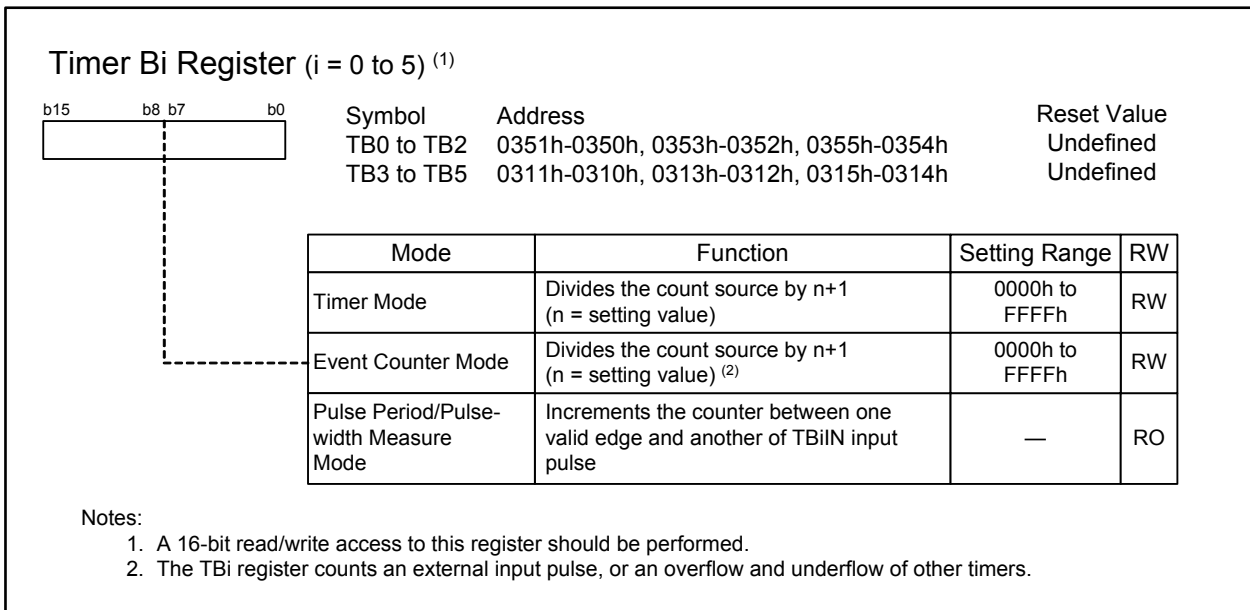 Timer Bi Register (i = 0 to 5) (1)
b15 b8 b7 b0
Symbol Address Reset Value
TB0 to TB2 0351h-0350h, 0353h-0352h, 0355h-0354h Undefined
TB3 to TB5 0311h-0310h, 0313h-0312h, 0315h-0314h Undefined
Mode Function Setting Range RW
Timer Mode
Divides the count source by n+1
(n = setting value)
0000h to
FFFFh
RW
Event Counter Mode
Divides the count source by n+1
(n = setting value) (2)
0000h to
FFFFh
RW
Pulse Period/Pulse-
width Measure
Mode
Increments the counter between one
valid edge and another of TBiIN input
pulse
—
RO
Notes:
1. A 16-bit read/write access to this register should be performed.
2. The TBi register counts an external input pulse, or an overflow and underflow of other timers.